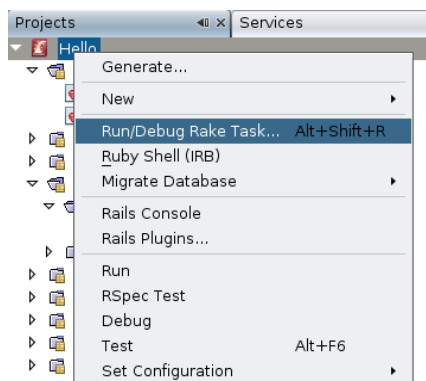 Projects Services
Hello
Generate...
New
Run/Debug Rake Task... Alt+Shift+R
Ruby Shell (IRB)
Migrate Database
Rails Console
Rails Plugins...
Run
RSpec Test
Debug
Test Alt+F6
Set Configuration